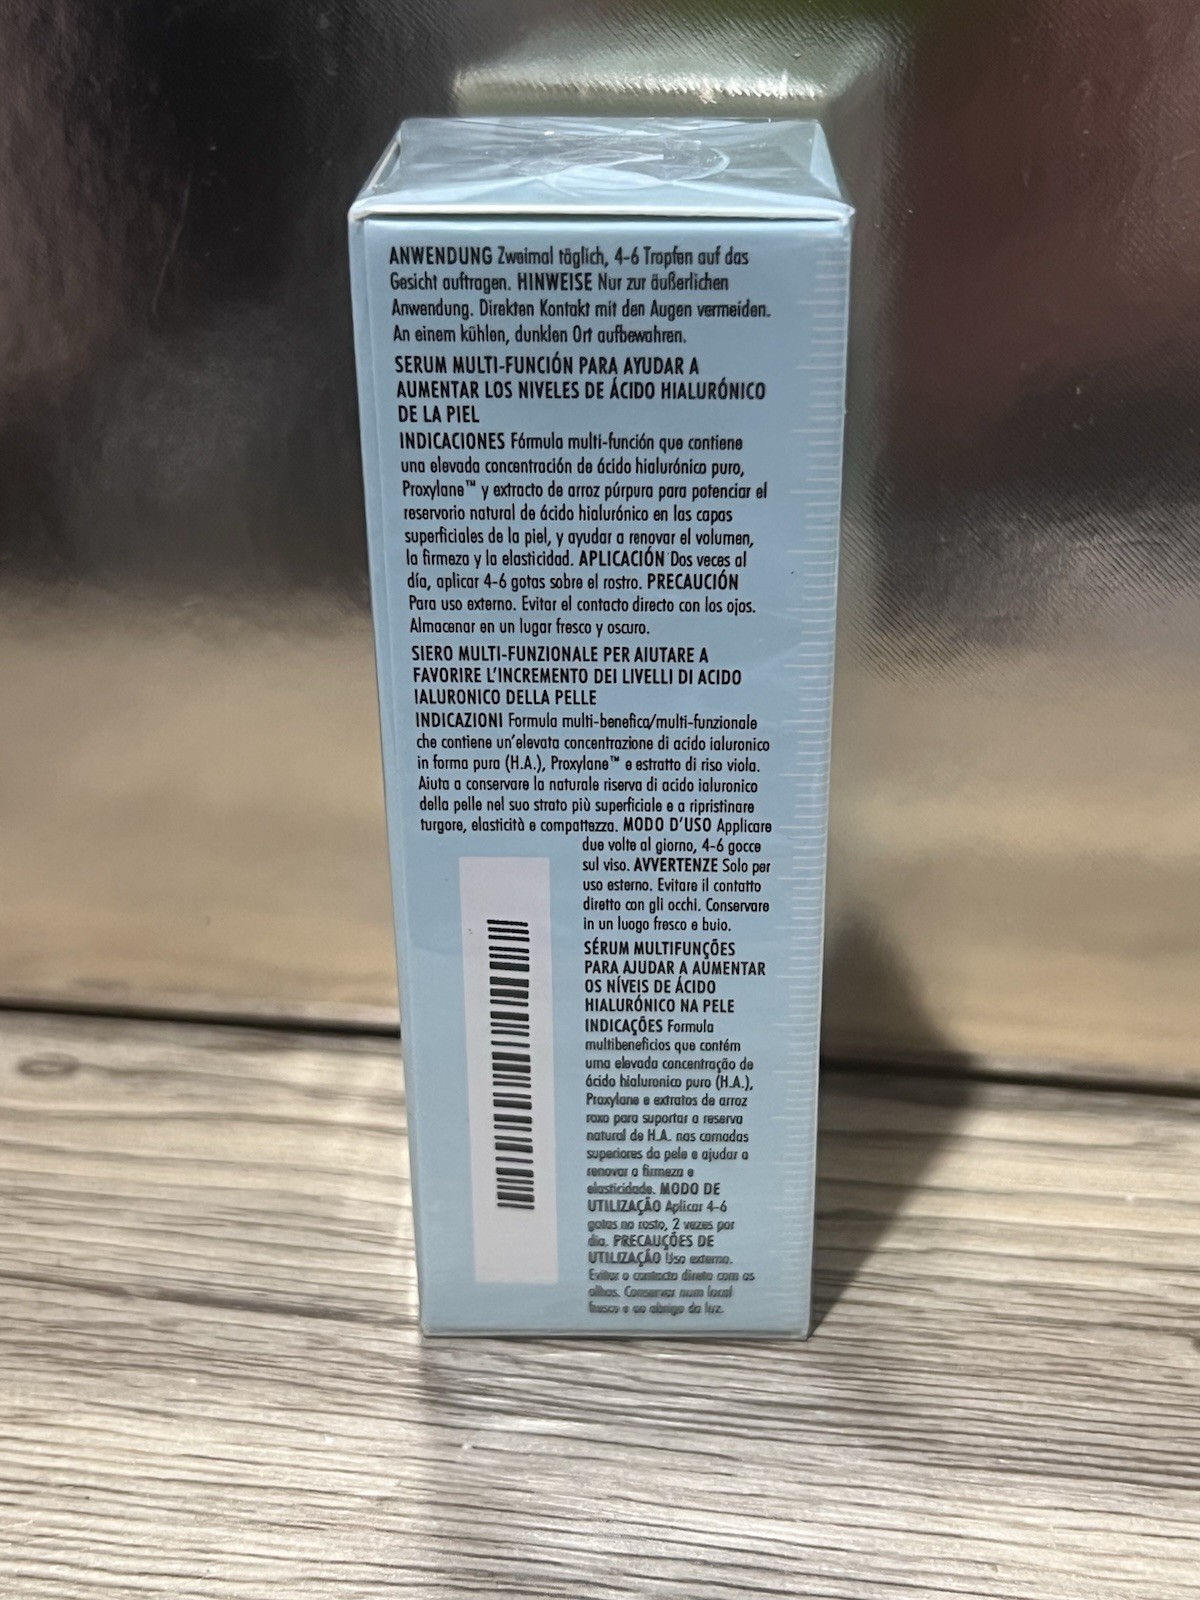 ANWENDUNG Zweimal täglich, 4-6 Tropfen auf das
Gesicht auftragen. HINWEISE Nur zur äußerlichen
Anwendung. Direkten Kontakt mit den Augen vermeiden.
An einem kühlen, dunklen Ort aufbewahren.
SERUM MULTI-FUNCIÓN PARA AYUDAR A
AUMENTAR LOS NIVELES DE ÁCIDO HIALURÓNICO
DE LA PIEL
INDICACIONES Fórmula multi-función que contiene
una elevada concentración de ácido hialurónico puro,
Proxylane™ y extracto de arroz púrpura para potenciar el
reservorio natural de ácido hialurónico en las capas
superficiales de la piel, y ayudar a renovar el volumen,
la firmeza y la elasticidad. APLICACIÓN Dos veces al
día, aplicar 4-6 gotas sobre el rostro. PRECAUCIÓN
Para uso externo. Evitar el contacto directo con los ojos.
Almacenar en un lugar fresco y oscuro.
SIERO MULTI-FUNZIONALE PER AIUTARE A
FAVORIRE L'INCREMENTO DEI LIVELLI DI ACIDO
IALURONICO DELLA PELLE
INDICAZIONI Formula multi-benefica/multi-funzionale
che contiene un'elevata concentrazione di acido ialuronico
in forma pura (H.A.), Proxylane™ e estratto di riso viola.
Aiuta a conservare la naturale riserva di acido ialuronico
della pelle nel suo strato più superficiale e a ripristinare
turgore, elasticità e compattezza. MODO D'USO Applicare
due volte al giorno, 4-6 gocce
sul viso. AVVERTENZE Solo per
uso esterno. Evitare il contatto
diretto con gli occhi. Conservare
in un luogo fresco e buio.
SÉRUM MULTIFUNÇÕES
PARA AJUDAR A AUMENTAR
OS NÍVEIS DE ÁCIDO
HIALURÓNICO NA PELE
INDICAÇÕES Formula
multibeneficios que contém
uma elevada concentração de
ácido hialuronico puro (H.A.),
Proxylane e extratos de arroz
roxo para suportar a reserva
natural de H.A. nas camadas
superiores da pele e ajudar a
renovar a firmeza e
elasticidade. MODO DE
UTILIZAÇÃO Aplicar 4-6
gotas no rosto, 2 vezes por
dia. PRECAUÇÕES DE
UTILIZAÇÃO Uso externo.
Evitar o contacto direto com os
olhos. Conservar num local
fresco e ao abrigo da luz.